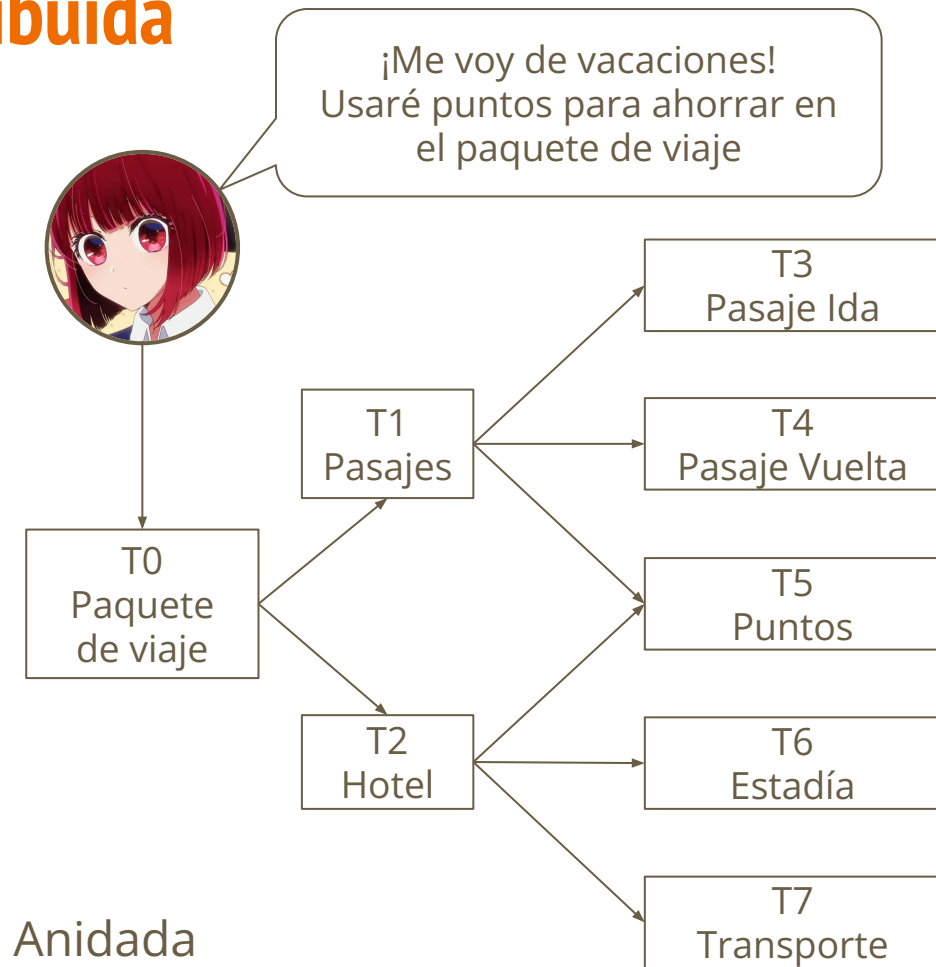 ibuida
¡Me voy de vacaciones!
Usaré puntos para ahorrar en
el paquete de viaje
T3
Pasaje Ida
T1
Pasajes
T4
Pasaje Vuelta
T0
Paquete
de viaje
T5
Puntos
T2
Hotel
T6
Estadía
T7
Transporte
Anidada